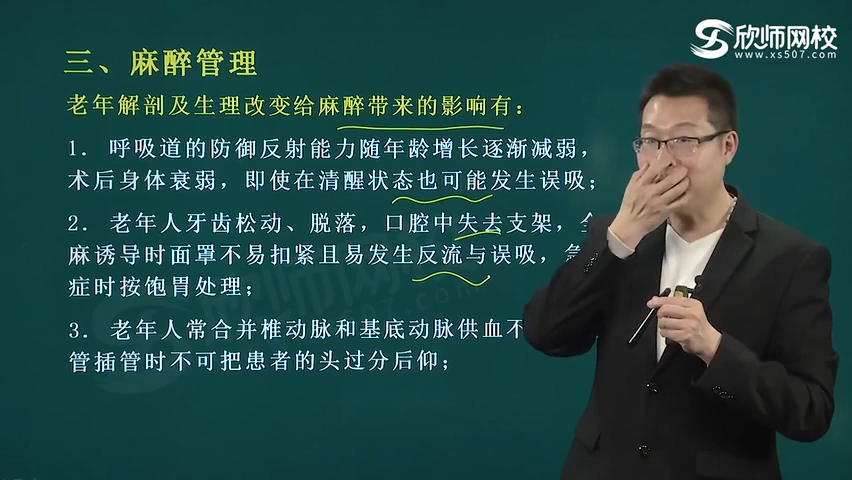 欣师网校
www.xs507.com
三、麻醉管理
老年解剖及生理改变给麻醉带来的影响有：
1. 呼吸道的防御反射能力随年龄增长逐渐减弱，
术后身体衰弱，即使在清醒状态也可能发生误吸；
2. 老年人牙齿松动、脱落，口腔中失去支架，全
麻诱导时面罩不易扣紧且易发生反流与误吸，急
症时按饱胃处理；
3. 老年人常合并椎动脉和基底动脉供血不
管插管时不可把患者的头过分后仰；